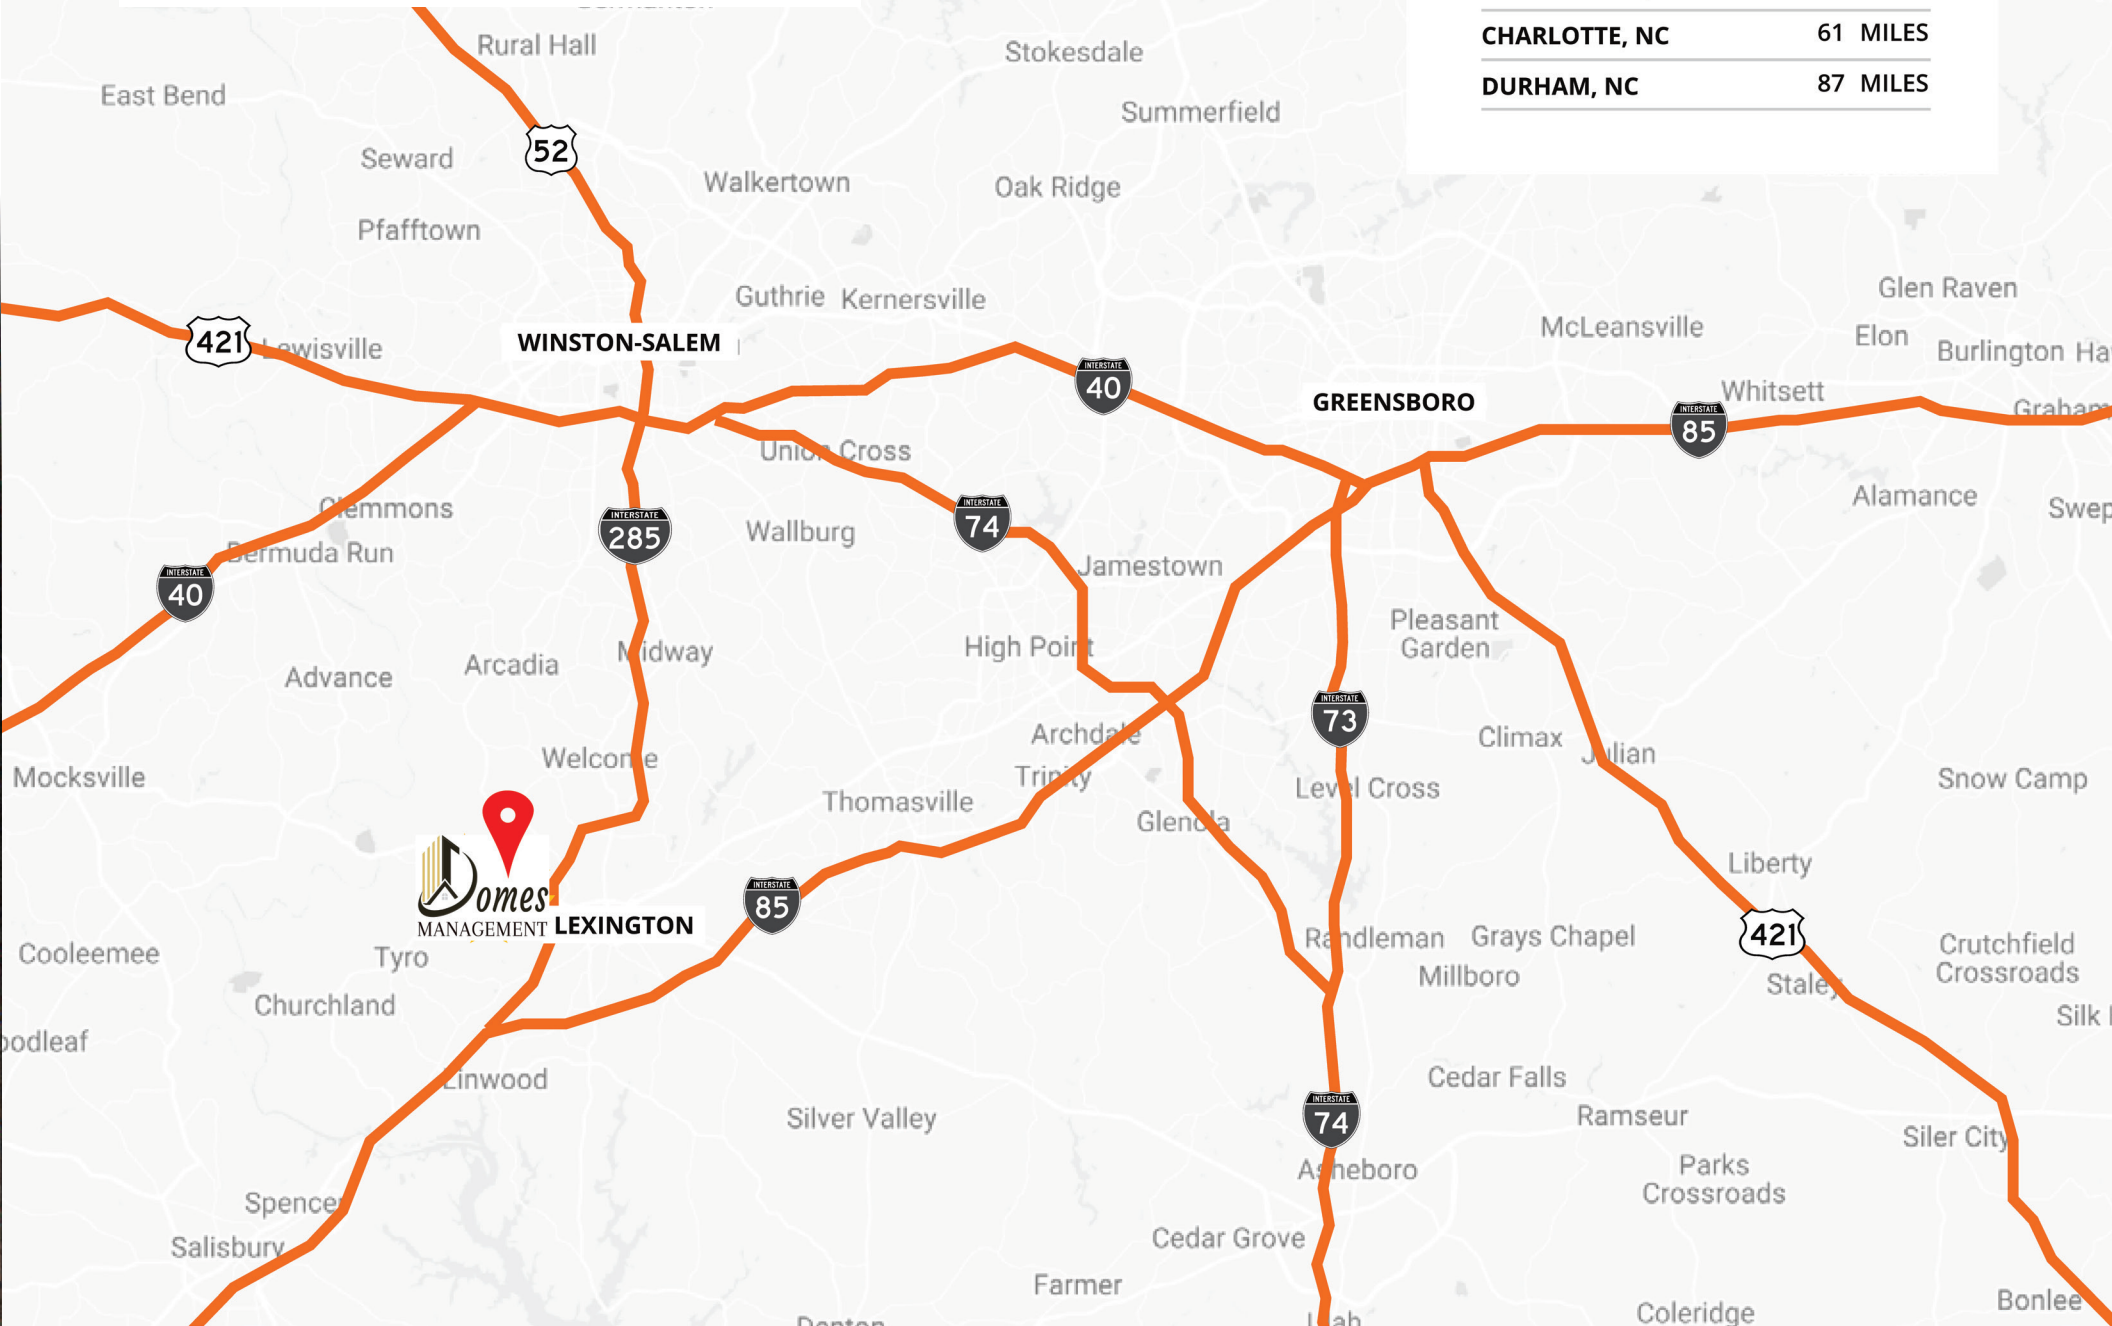 CHARLOTTE, NC 61 MILES
DURHAM, NC 87 MILES
Rural Hall
Stokesdale
East Bend
Summerfield
52
Seward
Walkertown
Oak Ridge
Pfafftown
Guthrie
Kernersville
Glen Raven
McLeansville
Elon
421
Lewisville
WINSTON-SALEM
Burlington
INTERSTATE
40
Whitsett
GREENSBORO
Graham
INTERSTATE
85
Union Cross
Clemmons
Alamance
INTERSTATE
74
INTERSTATE
285
Wallburg
Bermuda Run
Jamestown
INTERSTATE
40
Pleasant
Garden
High Point
Midway
Arcadia
Advance
INTERSTATE
73
Archdale
Climax
Julian
Welcome
Mocksville
Trinity
Snow Camp
Level Cross
Thomasville
Glenola
Liberty
Domes
MANAGEMENT
LEXINGTON
INTERSTATE
85
Randleman
Grays Chapel
421
Crutchfield
Crossroads
Cooleemee
Tyro
Millboro
Staley
Churchland
Silk
oodleaf
Linwood
Cedar Falls
Silver Valley
INTERSTATE
74
Ramseur
Siler City
Asheboro
Parks
Crossroads
Spencer
Salisbury
Cedar Grove
Farmer
Bonlee
Coleridge